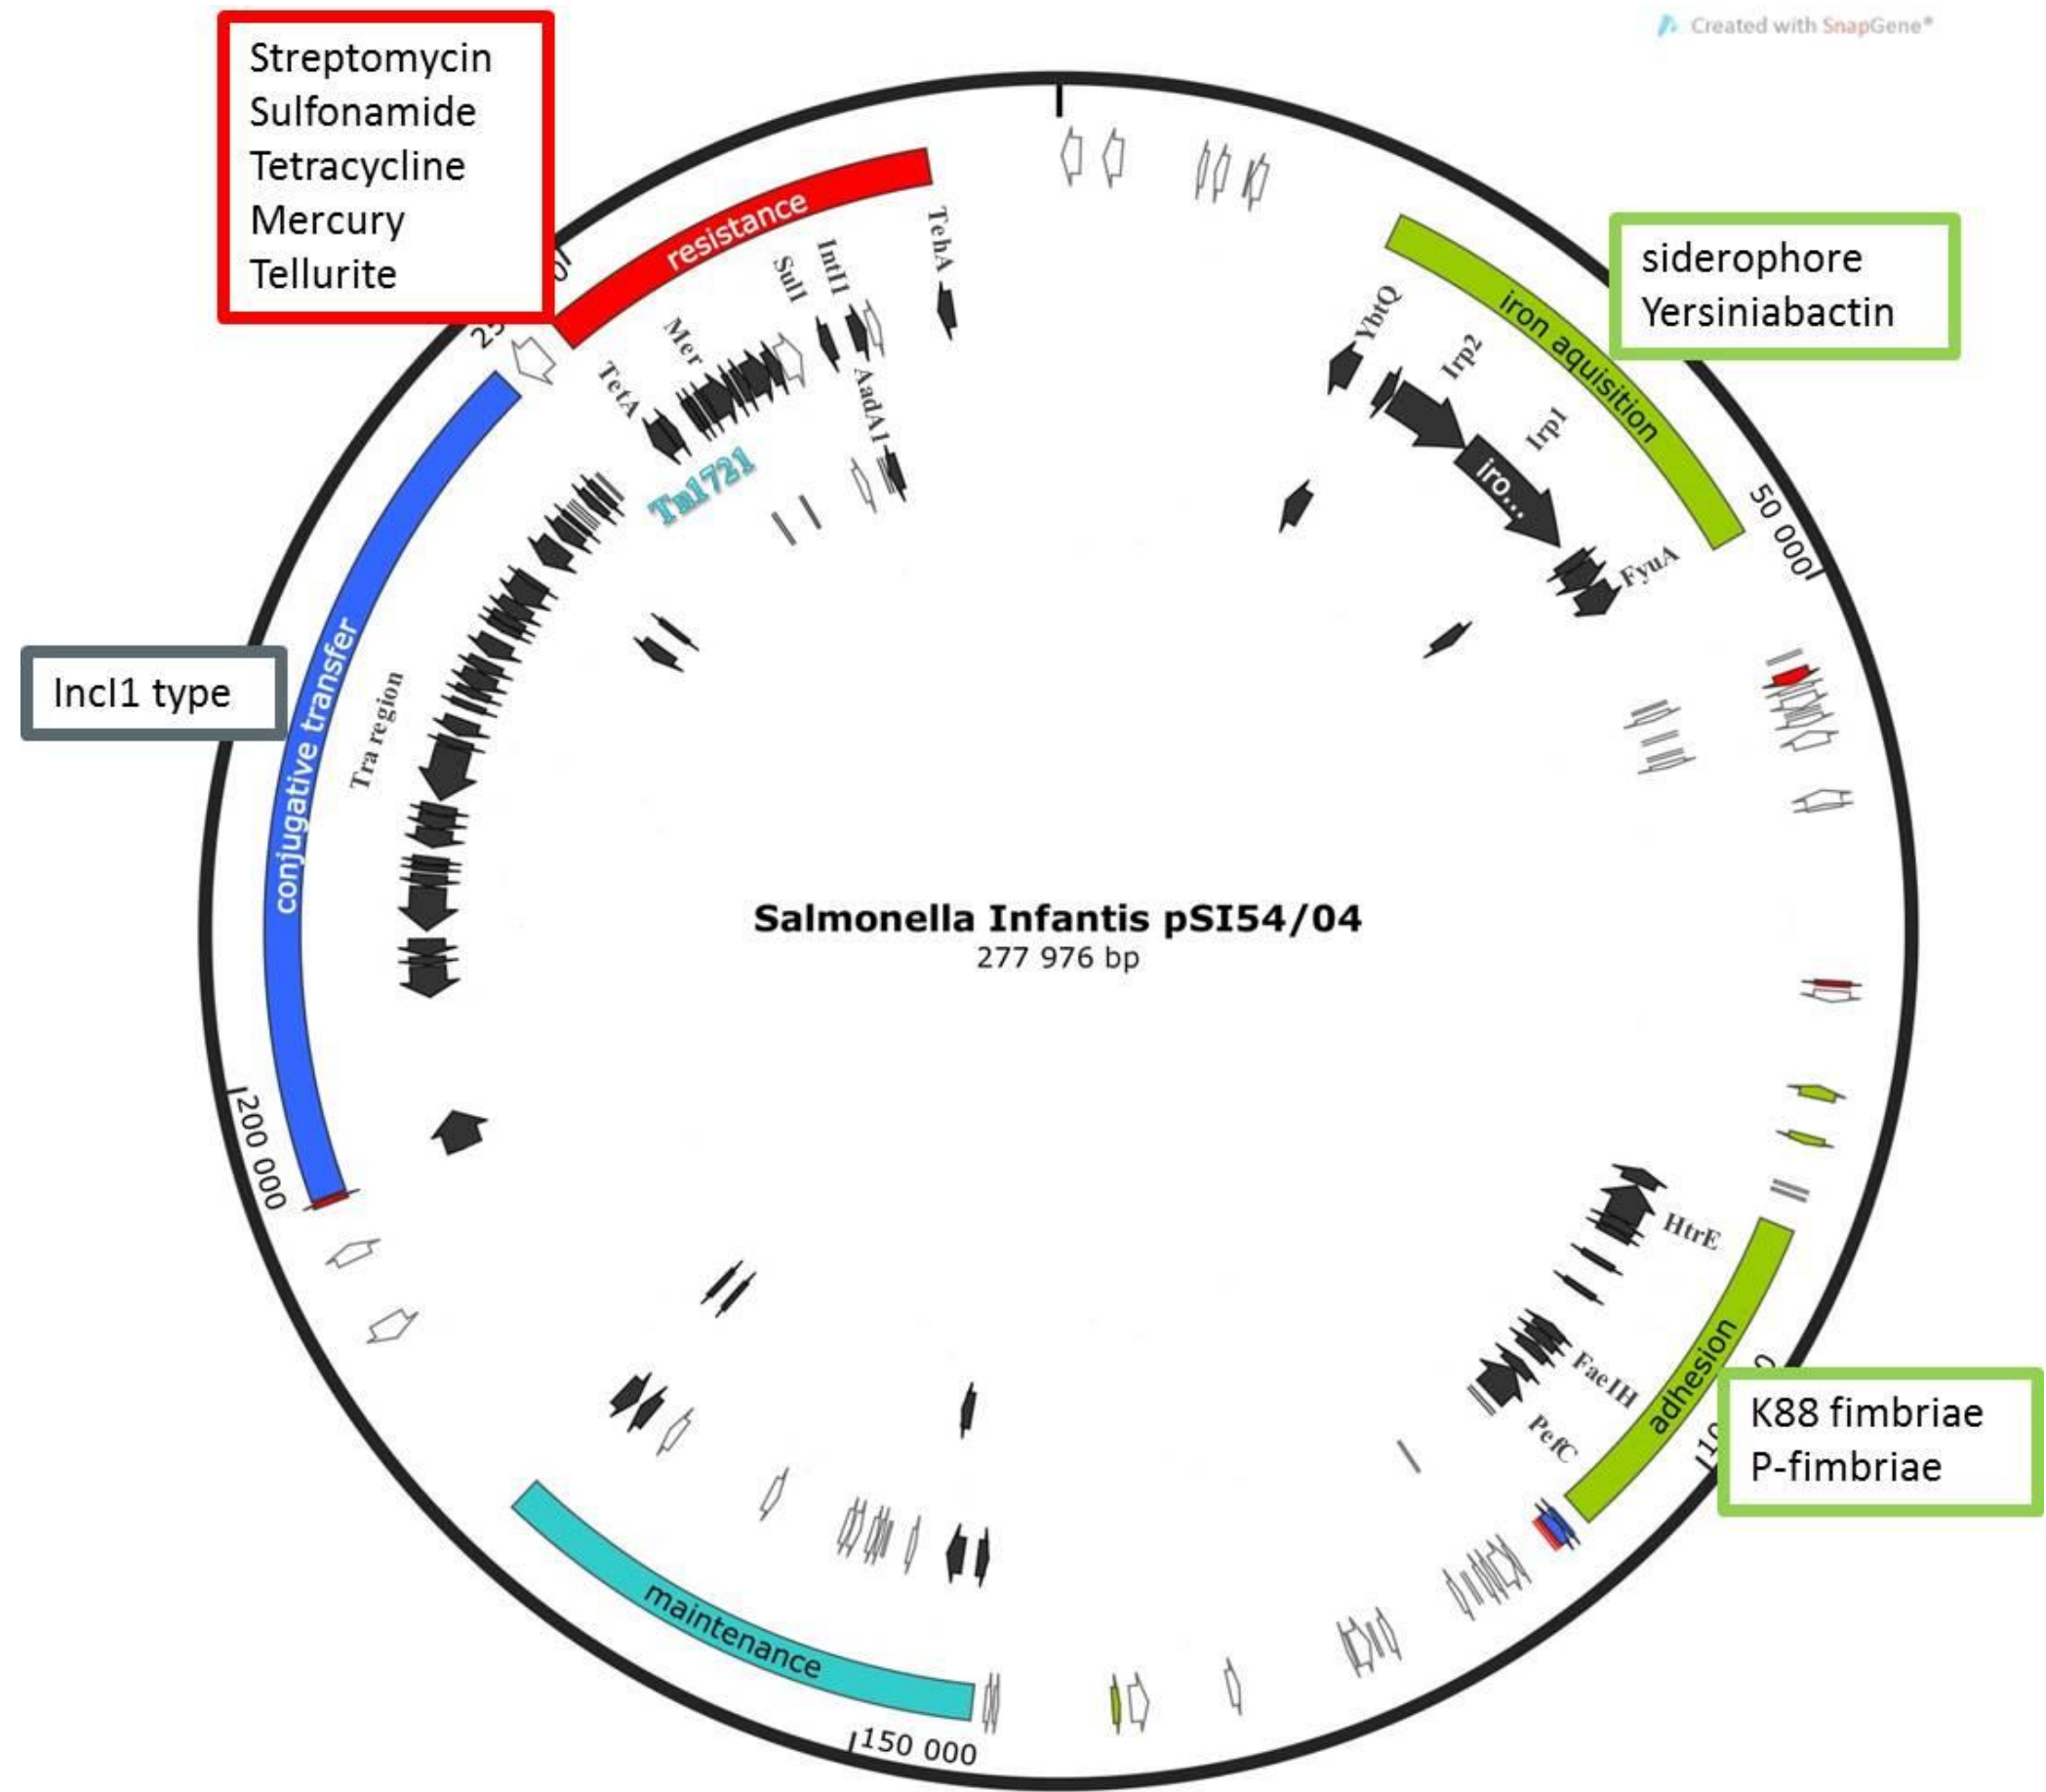 Created with SnapGene®
Streptomycin
Sulfonamide
Tetracycline
Mercury
Tellurite
resistance
TehA
IntI1
Sul1
Mer
AadA1
TetA
Tn1721
siderophore
Yersiniabactin
iron aquisition
YbtQ
Irp2
Irp1
iro...
FyuA
50 000
IncI1 type
conjugative transfer
Tra region
Salmonella Infantis pSI54/04
277 976 bp
200 000
HtrE
FaeIH
PefC
adhesion
K88 fimbriae
P-fimbriae
maintenance
150 000